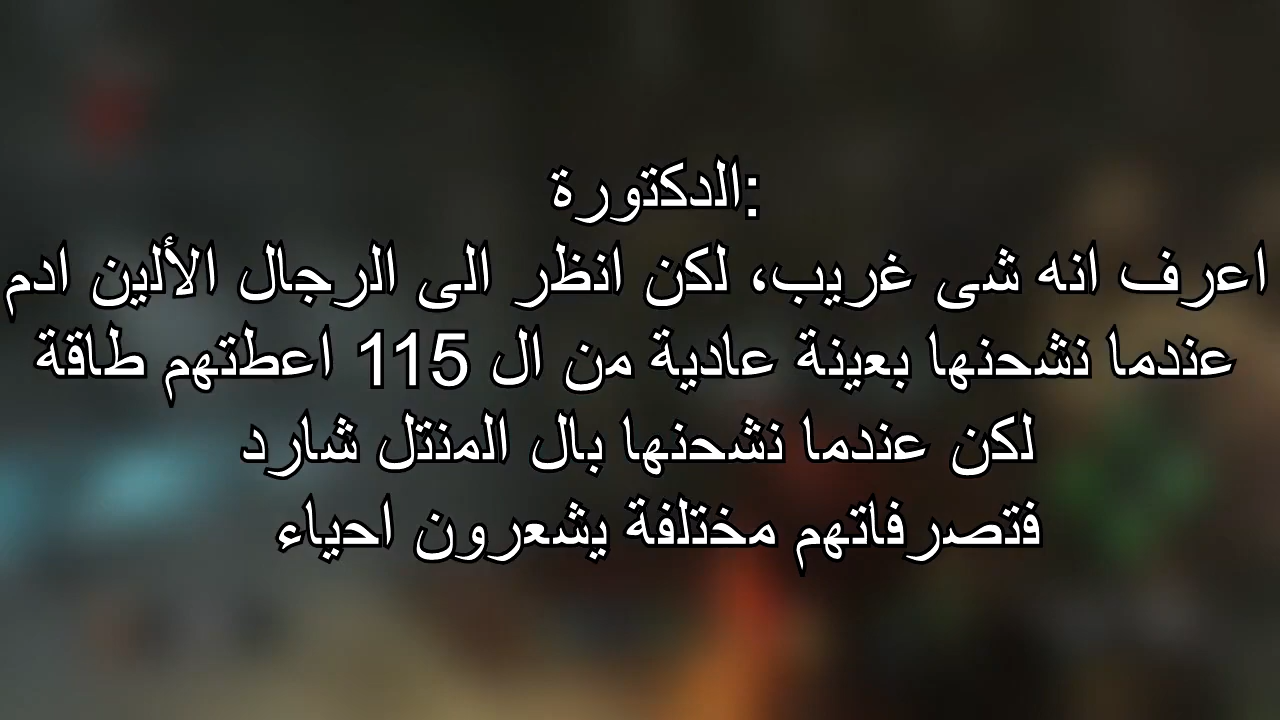 الدكتورة:
اعرف انه شى غريب، لكن انظر الى الرجال الألين ادم
عندما نشحنها بعينة عادية من ال 115 اعطتهم طاقة
لكن عندما نشحنها بال المنتل شارد
فتصرفاتهم مختلفة يشعرون احياء